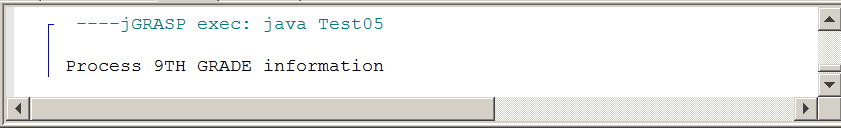 ----jGRASP exec: java Test05
Process 9TH GRADE information